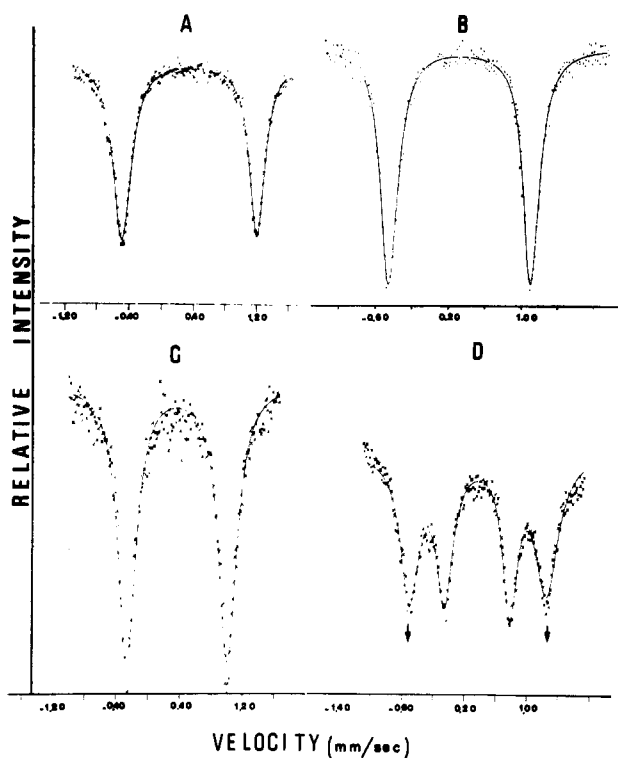 A B
-1,20 -0,40 0,40 1,20 -0,60 0,20 1,00
C D
-1,20 -0,40 0,40 1,20 -1,40 -0,60 0,20 1,00
RELATIVE INTENSITY
VELOCITY (mm/sec)